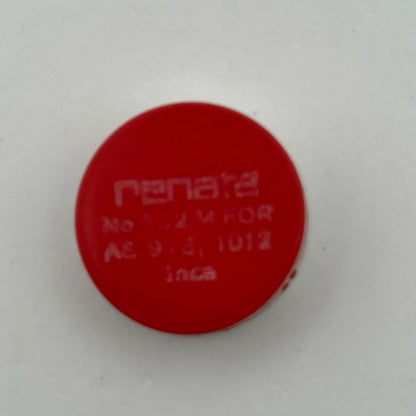 renata
No M FOR
AS 1012
inca